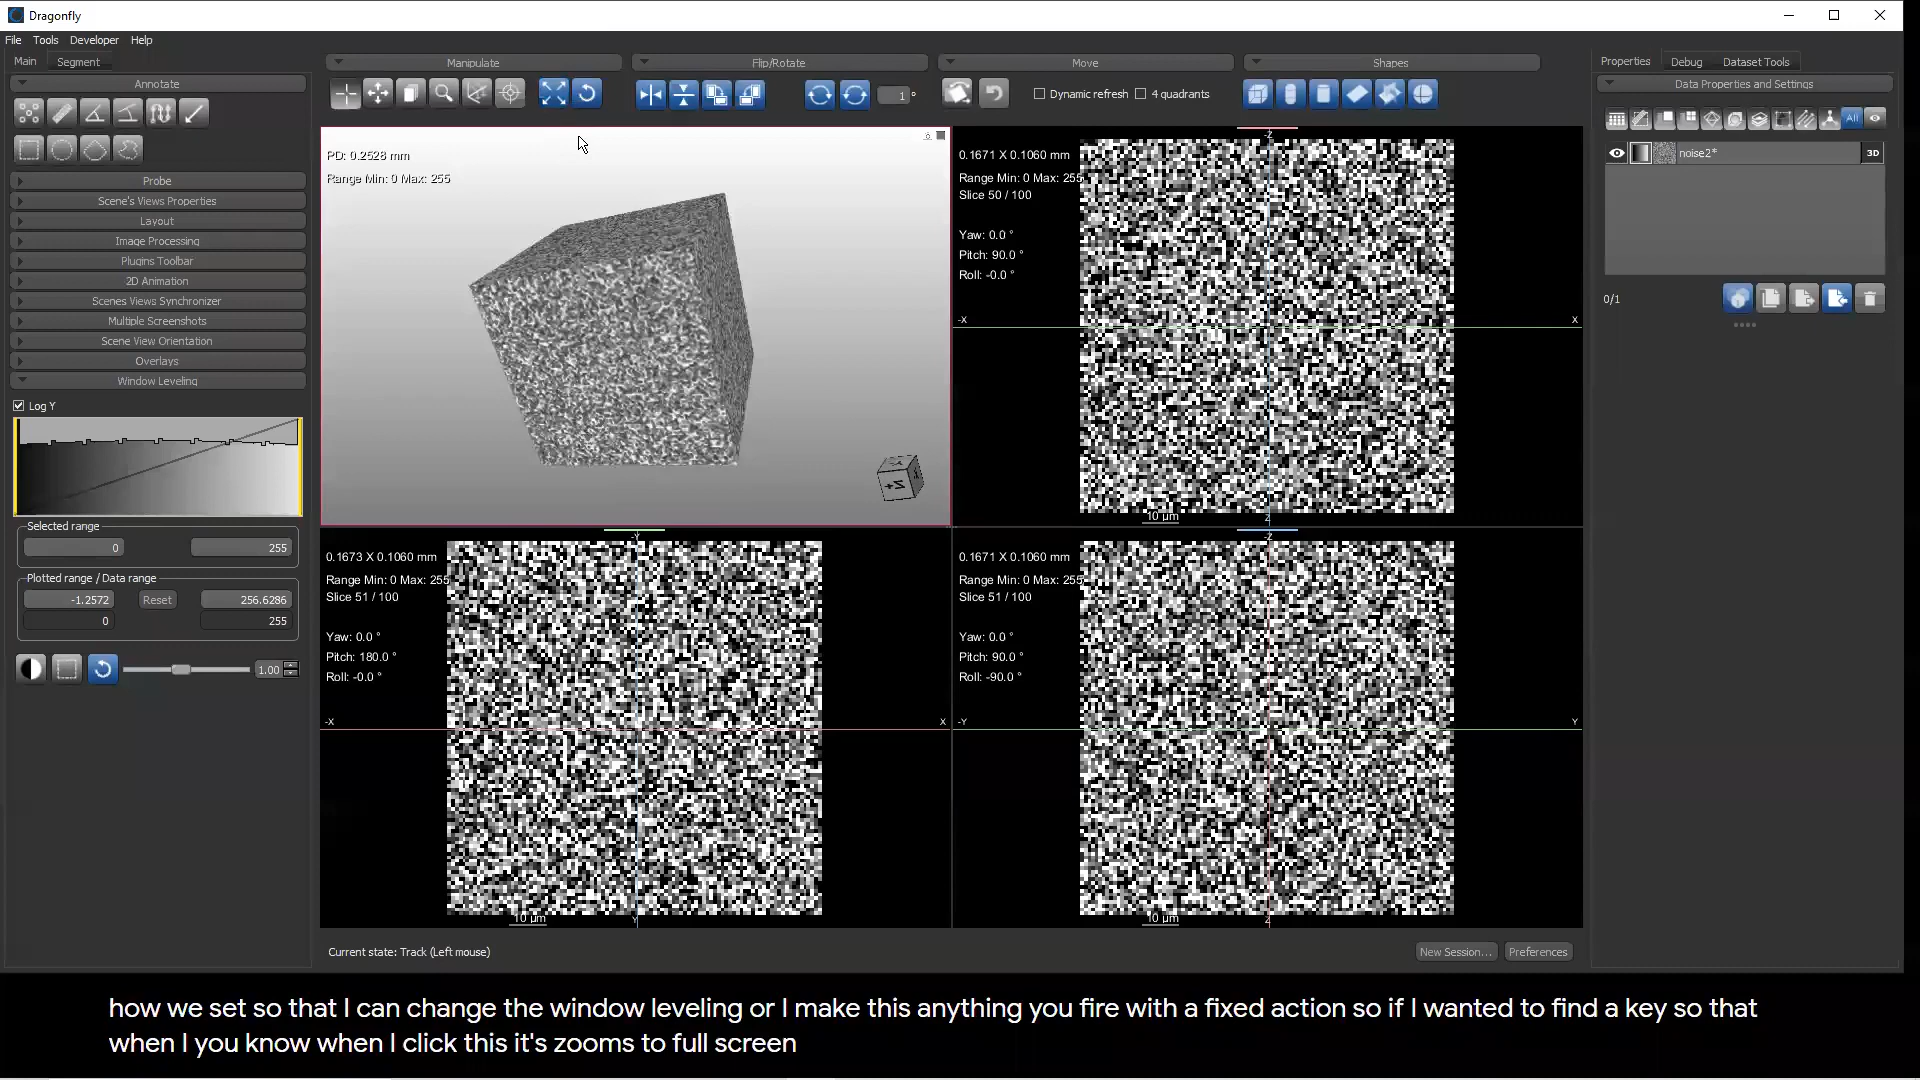 Dragonfly
File Tools Developer Help
Main Segment
Annotate
Probe
Scene's Views Properties
Layout
Image Processing
Plugins Toolbar
2D Animation
Scenes Views Synchronizer
Multiple Screenshots
Scene View Orientation
Overlays
Window Leveling
Log Y
Selected range
0 255
Plotted range / Data range
-1.2572 Reset 256.6286
0 255
1.00
Manipulate Flip/Rotate Move Shapes
1 °
Dynamic refresh 4 quadrants
PD: 0.2528 mm
Range Min: 0 Max: 255
+Z
0.1671 X 0.1060 mm
Range Min: 0 Max: 255
Slice 50 / 100
Yaw: 0.0 °
Pitch: 90.0 °
Roll: -0.0 °
-Z
-X X
10 µm
Z
0.1673 X 0.1060 mm
Range Min: 0 Max: 255
Slice 51 / 100
Yaw: 0.0 °
Pitch: 180.0 °
Roll: -0.0 °
-Y
-X X
10 µm
Y
0.1671 X 0.1060 mm
Range Min: 0 Max: 255
Slice 51 / 100
Yaw: 0.0 °
Pitch: 90.0 °
Roll: -90.0 °
-Z
-Y Y
10 µm
Z
Current state: Track (Left mouse)
New Session... Preferences
Properties Debug Dataset Tools
Data Properties and Settings
All
noise2* 3D
0/1
how we set so that I can change the window leveling or I make this anything you fire with a fixed action so if I wanted to find a key so that
when I you know when I click this it's zooms to full screen